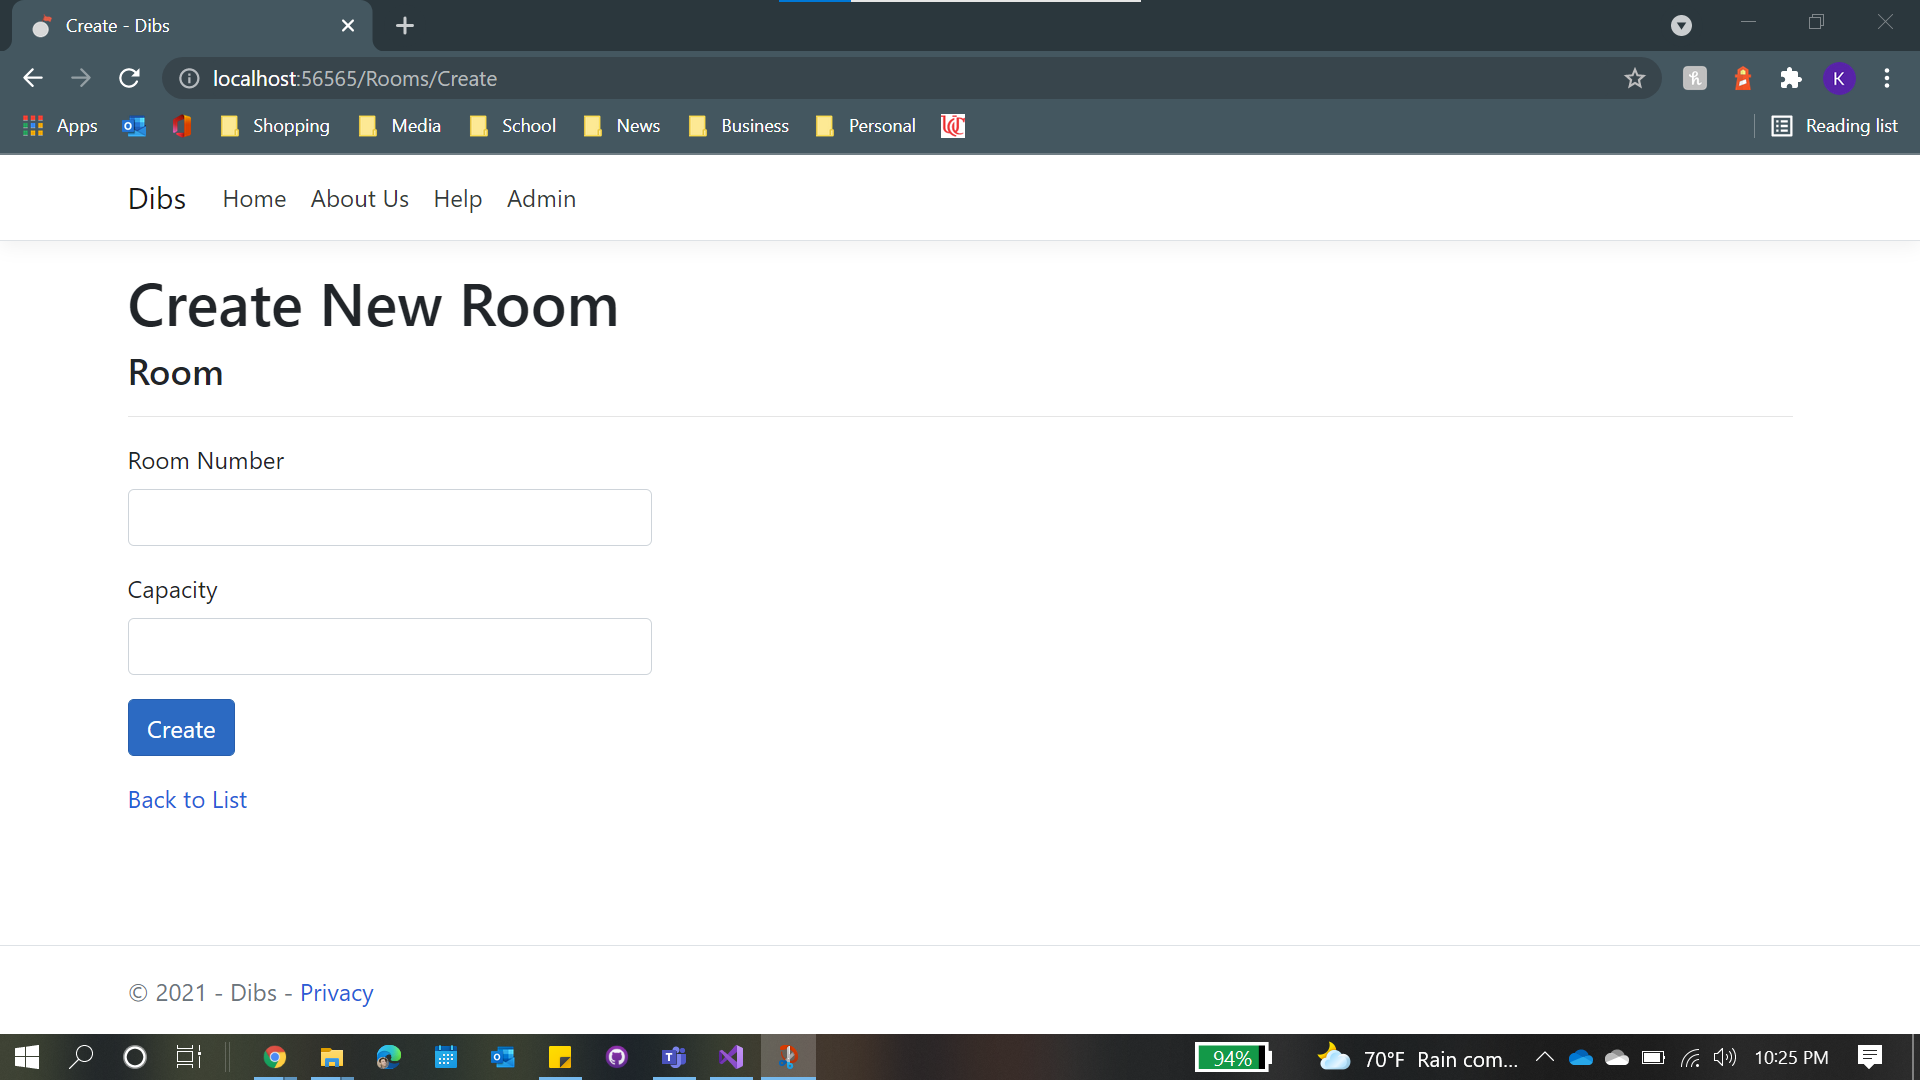 Create - Dibs
localhost:56565/Rooms/Create
K
Apps Shopping Media School News Business Personal UC Reading list
Dibs Home About Us Help Admin
Create New Room
Room
Room Number
Capacity
Create
Back to List
© 2021 - Dibs - Privacy
94% 70°F Rain com... 10:25 PM